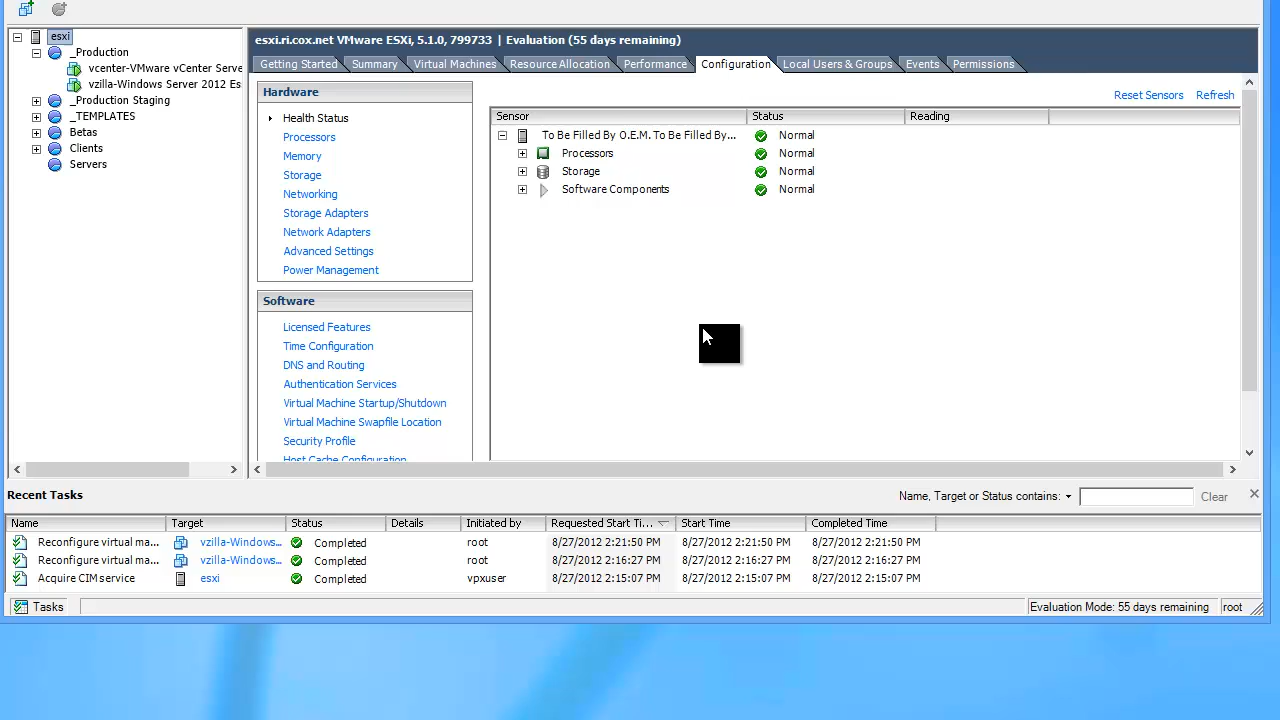 esxi
_Production
vcenter-VMware vCenter Serve
vzilla-Windows Server 2012 Es
_Production Staging
_TEMPLATES
Betas
Clients
Servers
esxi.ri.cox.net VMware ESXi, 5.1.0, 799733 | Evaluation (55 days remaining)
Getting Started Summary Virtual Machines Resource Allocation Performance Configuration Local Users & Groups Events Permissions
Hardware
Health Status
Processors
Memory
Storage
Networking
Storage Adapters
Network Adapters
Advanced Settings
Power Management
Software
Licensed Features
Time Configuration
DNS and Routing
Authentication Services
Virtual Machine Startup/Shutdown
Virtual Machine Swapfile Location
Security Profile
Host Cache Configuration
Reset Sensors Refresh
Sensor Status Reading
To Be Filled By O.E.M. To Be Filled By... Normal
Processors Normal
Storage Normal
Software Components Normal
Recent Tasks
Name, Target or Status contains: Clear
Name Target Status Details Initiated by Requested Start Ti... Start Time Completed Time
Reconfigure virtual ma... vzilla-Windows... Completed root 8/27/2012 2:21:50 PM 8/27/2012 2:21:50 PM 8/27/2012 2:21:50 PM
Reconfigure virtual ma... vzilla-Windows... Completed root 8/27/2012 2:16:27 PM 8/27/2012 2:16:27 PM 8/27/2012 2:16:27 PM
Acquire CIM service esxi Completed vpxuser 8/27/2012 2:15:07 PM 8/27/2012 2:15:07 PM 8/27/2012 2:15:07 PM
Tasks Evaluation Mode: 55 days remaining root